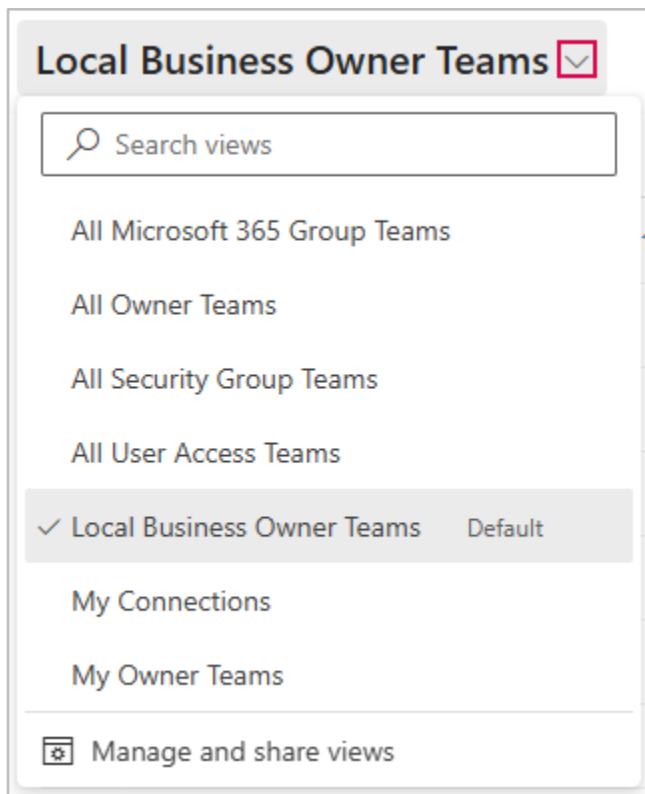 Local Business Owner Teams
Search views
All Microsoft 365 Group Teams
All Owner Teams
All Security Group Teams
All User Access Teams
Local Business Owner Teams Default
My Connections
My Owner Teams
Manage and share views